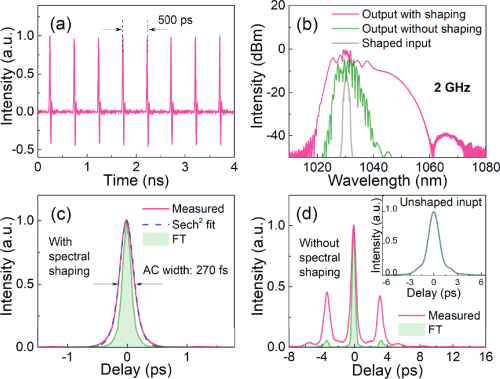 (a)
500 ps
Intensity (a.u.)
1.0
0.5
0.0
-0.5
0
1
2
3
4
Time (ns)
(b)
Output with shaping
Output without shaping
Shaped input
2 GHz
Intensity (dBm)
0
-20
-40
1020
1040
1060
1080
Wavelength (nm)
(c)
Measured
Sech2 fit
FT
With
spectral
shaping
AC width: 270 fs
Intensity (a.u.)
1.0
0.5
0.0
-1
0
1
Delay (ps)
(d)
Without
spectral
shaping
Unshaped inupt
Intensity (a.u.)
1.0
0.5
0.0
-6
-3
0
3
6
Delay (ps)
Measured
FT
Intensity (a.u.)
1.0
0.5
0.0
-8
-4
0
4
8
12
16
Delay (ps)